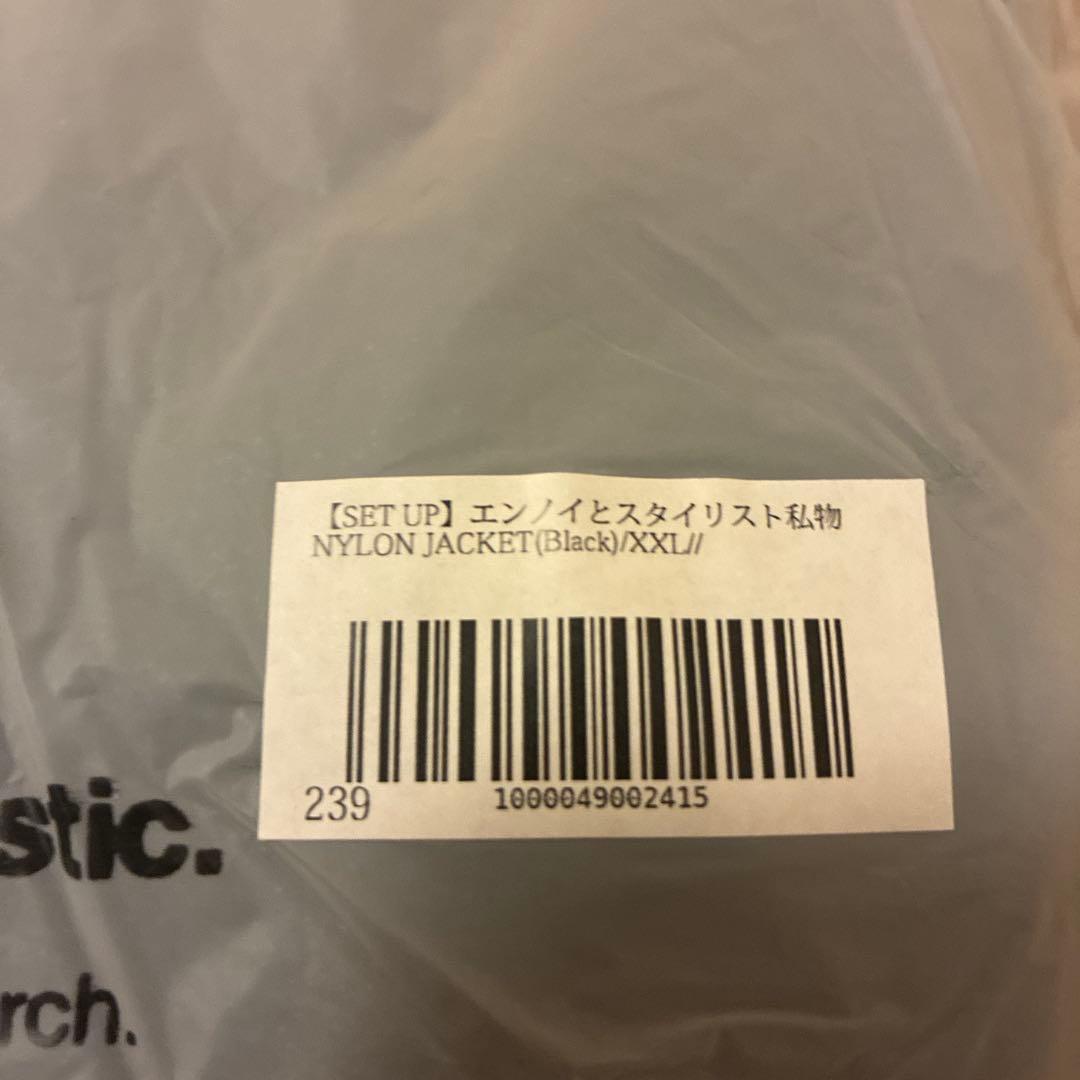 【SET UP】エンノイとスタイリスト私物
NYLON JACKET(Black)/XXL//
239
1000049002415
stic.
rch.